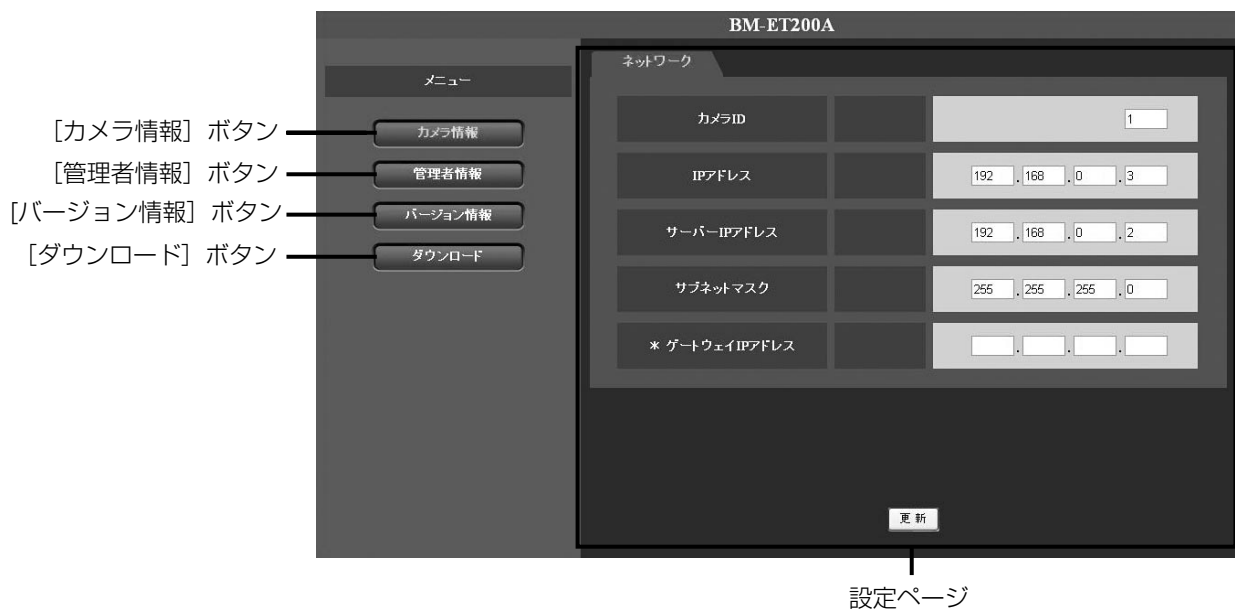 BM-ET200A
メニュー
[カメラ情報] ボタン
カメラ情報
[管理者情報] ボタン
管理者情報
[バージョン情報] ボタン
バージョン情報
[ダウンロード] ボタン
ダウンロード
ネットワーク
カメラID 1
IPアドレス 192 . 168 . 0 . 3
サーバーIPアドレス 192 . 168 . 0 . 2
サブネットマスク 255 . 255 . 255 . 0
* ゲートウェイIPアドレス . . .
更新
設定ページ